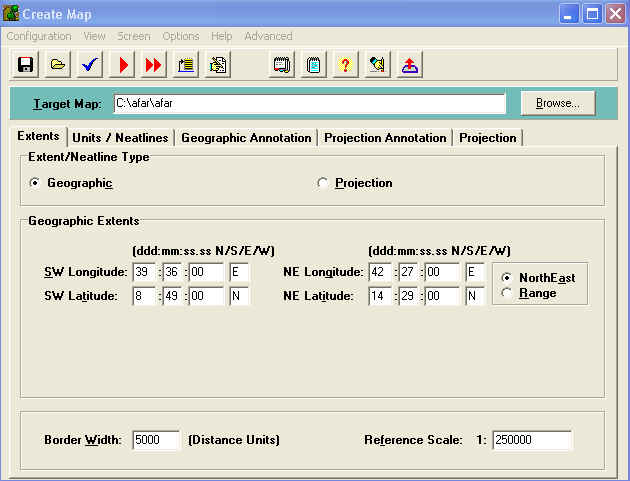 Create Map
Configuration View Screen Options Help Advanced
Target Map: C:\afar\afar Browse...
Extents Units / Neatlines Geographic Annotation Projection Annotation Projection
Extent/Neatline Type
Geographic Projection
Geographic Extents
(ddd:mm:ss.ss N/S/E/W) (ddd:mm:ss.ss N/S/E/W)
SW Longitude: 39 : 36 : 00 E NE Longitude: 42 : 27 : 00 E NorthEast
SW Latitude: 8 : 49 : 00 N NE Latitude: 14 : 29 : 00 N Range
Border Width: 5000 (Distance Units) Reference Scale: 1: 250000